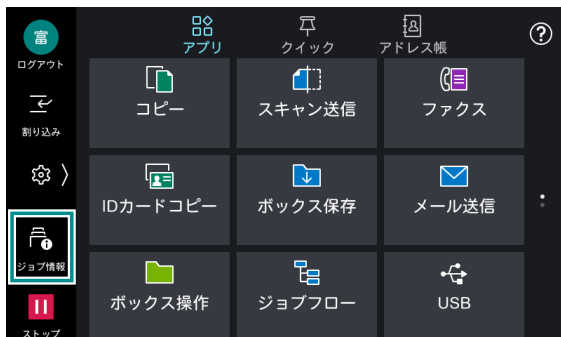 富
ログアウト
割り込み
ジョブ情報
ストップ
アプリ
クイック
アドレス帳
?
コピー
スキャン送信
ファクス
IDカードコピー
ボックス保存
メール送信
ボックス操作
ジョブフロー
USB